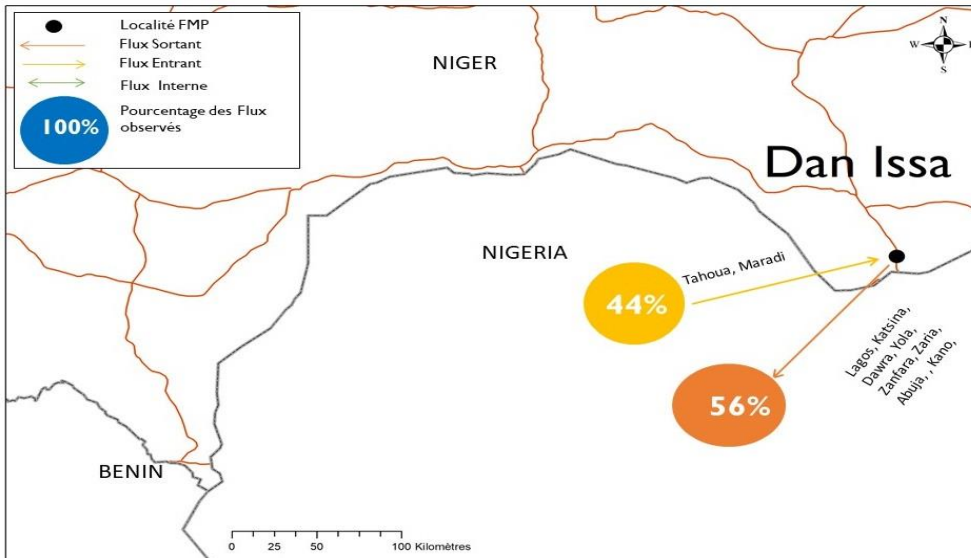 Localité FMP
Flux Sortant
Flux Entrant
Flux Interne
100%
Pourcentage des Flux
observés
N
W
E
S
NIGER
Dan Issa
NIGERIA
Tahoua, Maradi
44%
Lagos, Katsina,
Dawra, Yola,
Zanfara, Zaria,
Abuja, , Kano,
56%
BENIN
0 25 50 100 Kilomètres